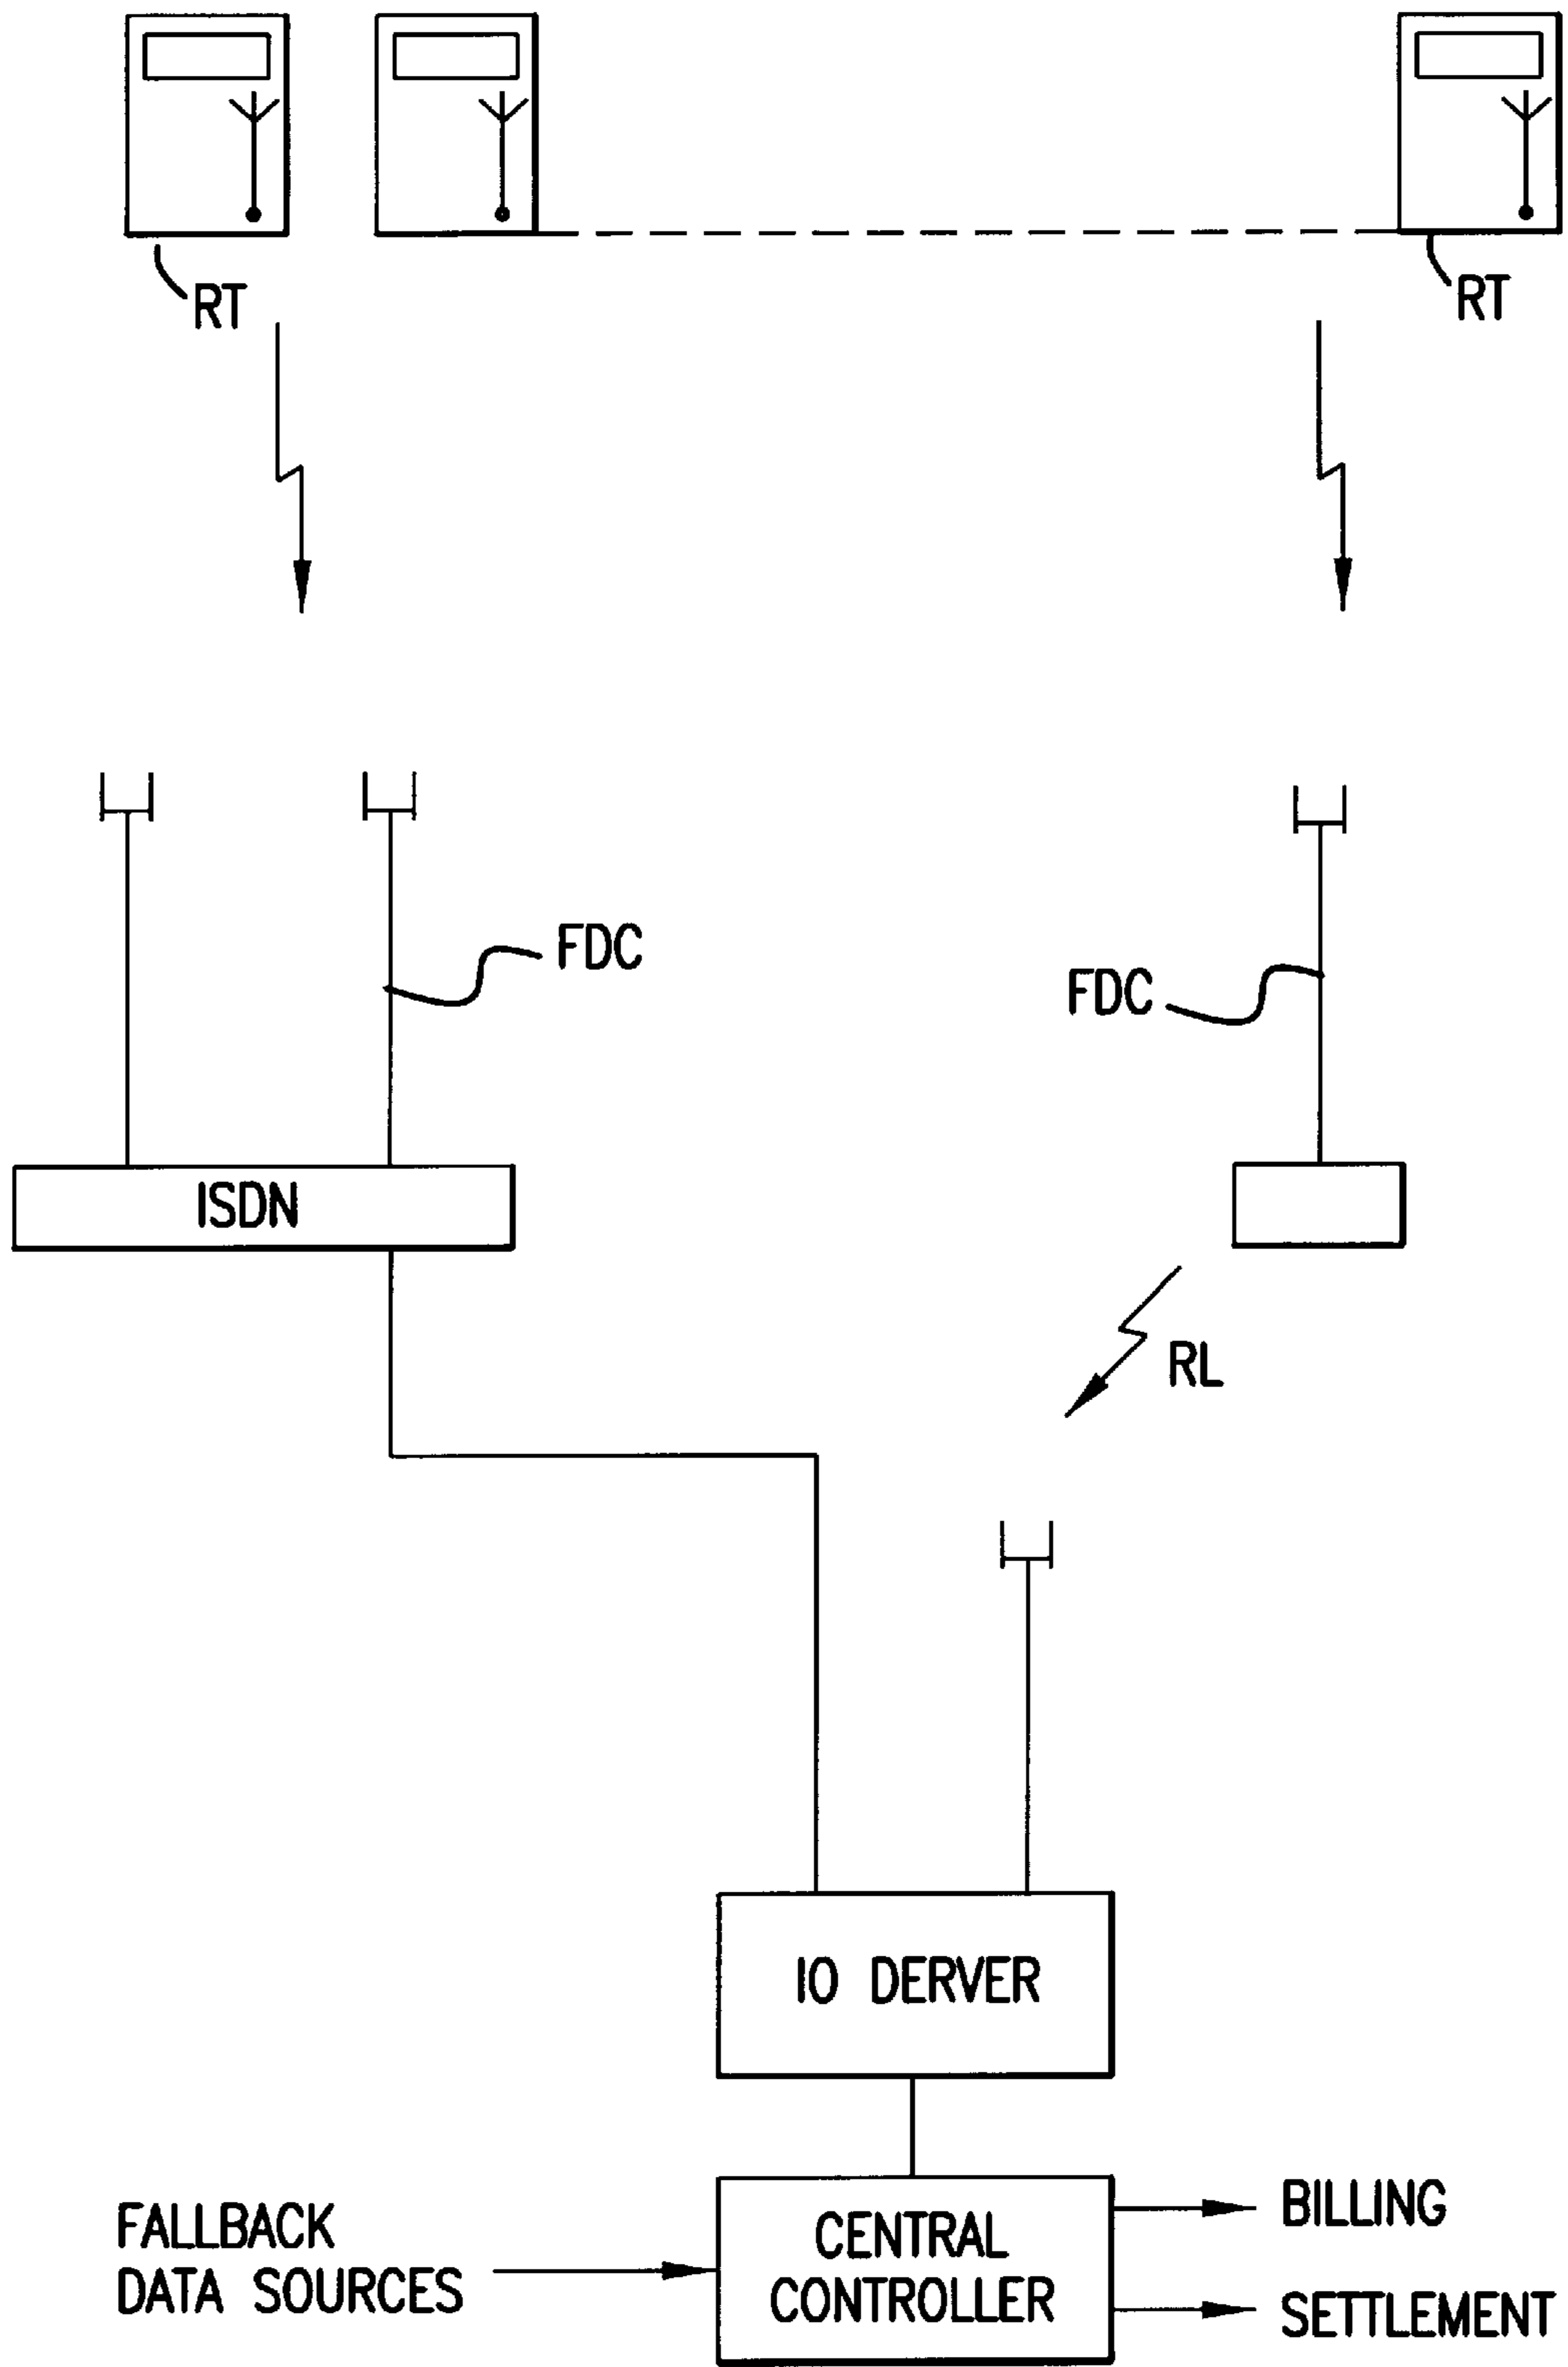 RT
RT
FDC
FDC
ISDN
RL
IO DERVER
FALLBACK
DATA SOURCES
CENTRAL
CONTROLLER
BILLING
SETTLEMENT